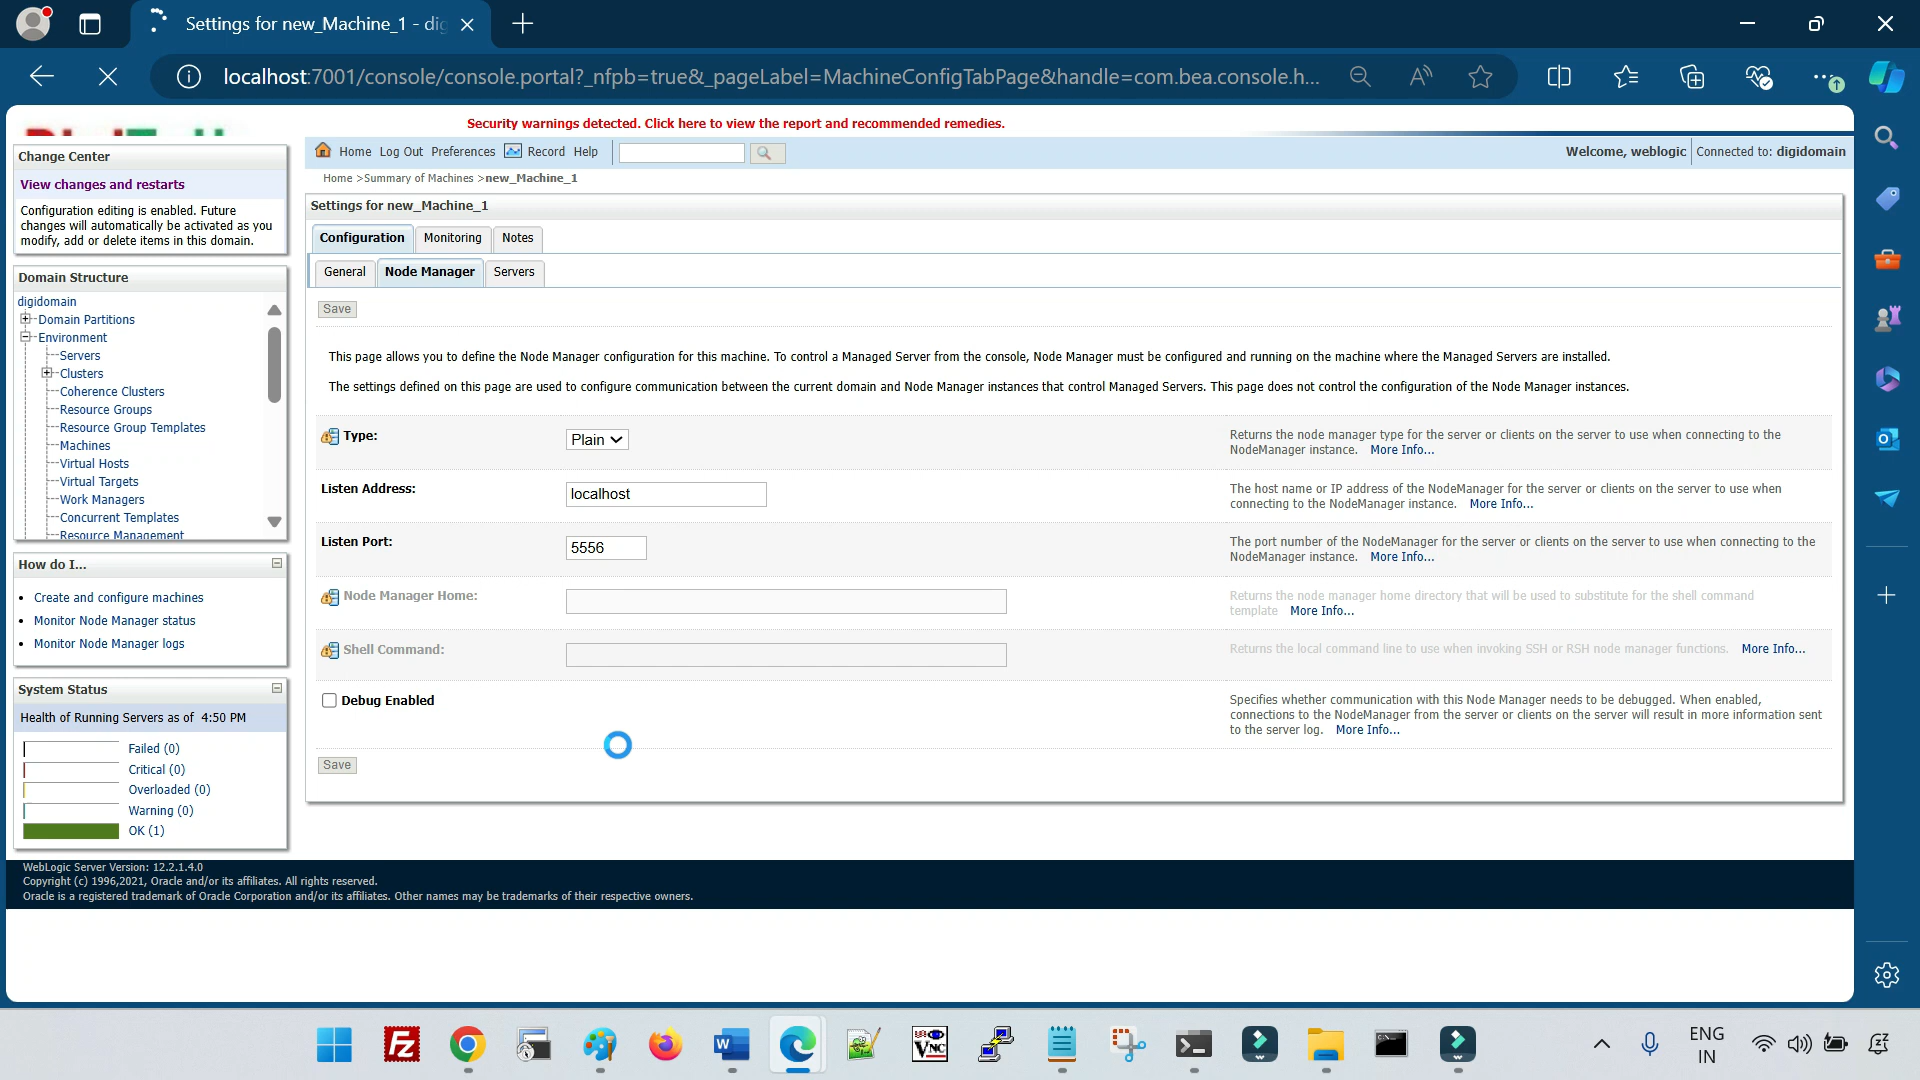 Settings for new_Machine_1 - dig
localhost:7001/console/console.portal?_nfpb=true&_pageLabel=MachineConfigTabPage&handle=com.bea.console.h...
Security warnings detected. Click here to view the report and recommended remedies.
Change Center
View changes and restarts
Configuration editing is enabled. Future
changes will automatically be activated as you
modify, add or delete items in this domain.
Domain Structure
digidomain
Domain Partitions
Environment
Servers
Clusters
Coherence Clusters
Resource Groups
Resource Group Templates
Machines
Virtual Hosts
Virtual Targets
Work Managers
Concurrent Templates
Resource Management
How do I...
Create and configure machines
Monitor Node Manager status
Monitor Node Manager logs
System Status
Health of Running Servers as of 4:50 PM
Failed (0)
Critical (0)
Overloaded (0)
Warning (0)
OK (1)
Home Log Out Preferences Record Help
Welcome, weblogic Connected to: digidomain
Home >Summary of Machines >new_Machine_1
Settings for new_Machine_1
Configuration Monitoring Notes
General Node Manager Servers
Save
This page allows you to define the Node Manager configuration for this machine. To control a Managed Server from the console, Node Manager must be configured and running on the machine where the Managed Servers are installed.
The settings defined on this page are used to configure communication between the current domain and Node Manager instances that control Managed Servers. This page does not control the configuration of the Node Manager instances.
Type: Plain
Returns the node manager type for the server or clients on the server to use when connecting to the
NodeManager instance. More Info...
Listen Address: localhost
The host name or IP address of the NodeManager for the server or clients on the server to use when
connecting to the NodeManager instance. More Info...
Listen Port: 5556
The port number of the NodeManager for the server or clients on the server to use when connecting to the
NodeManager instance. More Info...
Node Manager Home:
Returns the node manager home directory that will be used to substitute for the shell command
template More Info...
Shell Command:
Returns the local command line to use when invoking SSH or RSH node manager functions. More Info...
Debug Enabled
Specifies whether communication with this Node Manager needs to be debugged. When enabled,
connections to the NodeManager from the server or clients on the server will result in more information sent
to the server log. More Info...
Save
WebLogic Server Version: 12.2.1.4.0
Copyright (c) 1996,2021, Oracle and/or its affiliates. All rights reserved.
Oracle is a registered trademark of Oracle Corporation and/or its affiliates. Other names may be trademarks of their respective owners.
ENG
IN